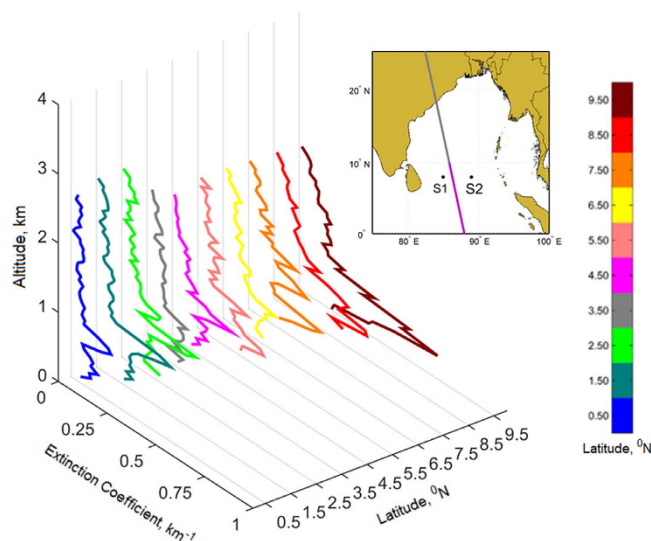 4
3
2
1
0
Altitude, km
0
0.25
0.5
0.75
1
Extinction Coefficient, km⁻¹
0.5
1.5
2.5
3.5
4.5
5.5
6.5
7.5
8.5
9.5
Latitude, ⁰N
20° N
10° N
0°
80° E
90° E
100° E
S1
S2
9.50
8.50
7.50
6.50
5.50
4.50
3.50
2.50
1.50
0.50
Latitude, ⁰N